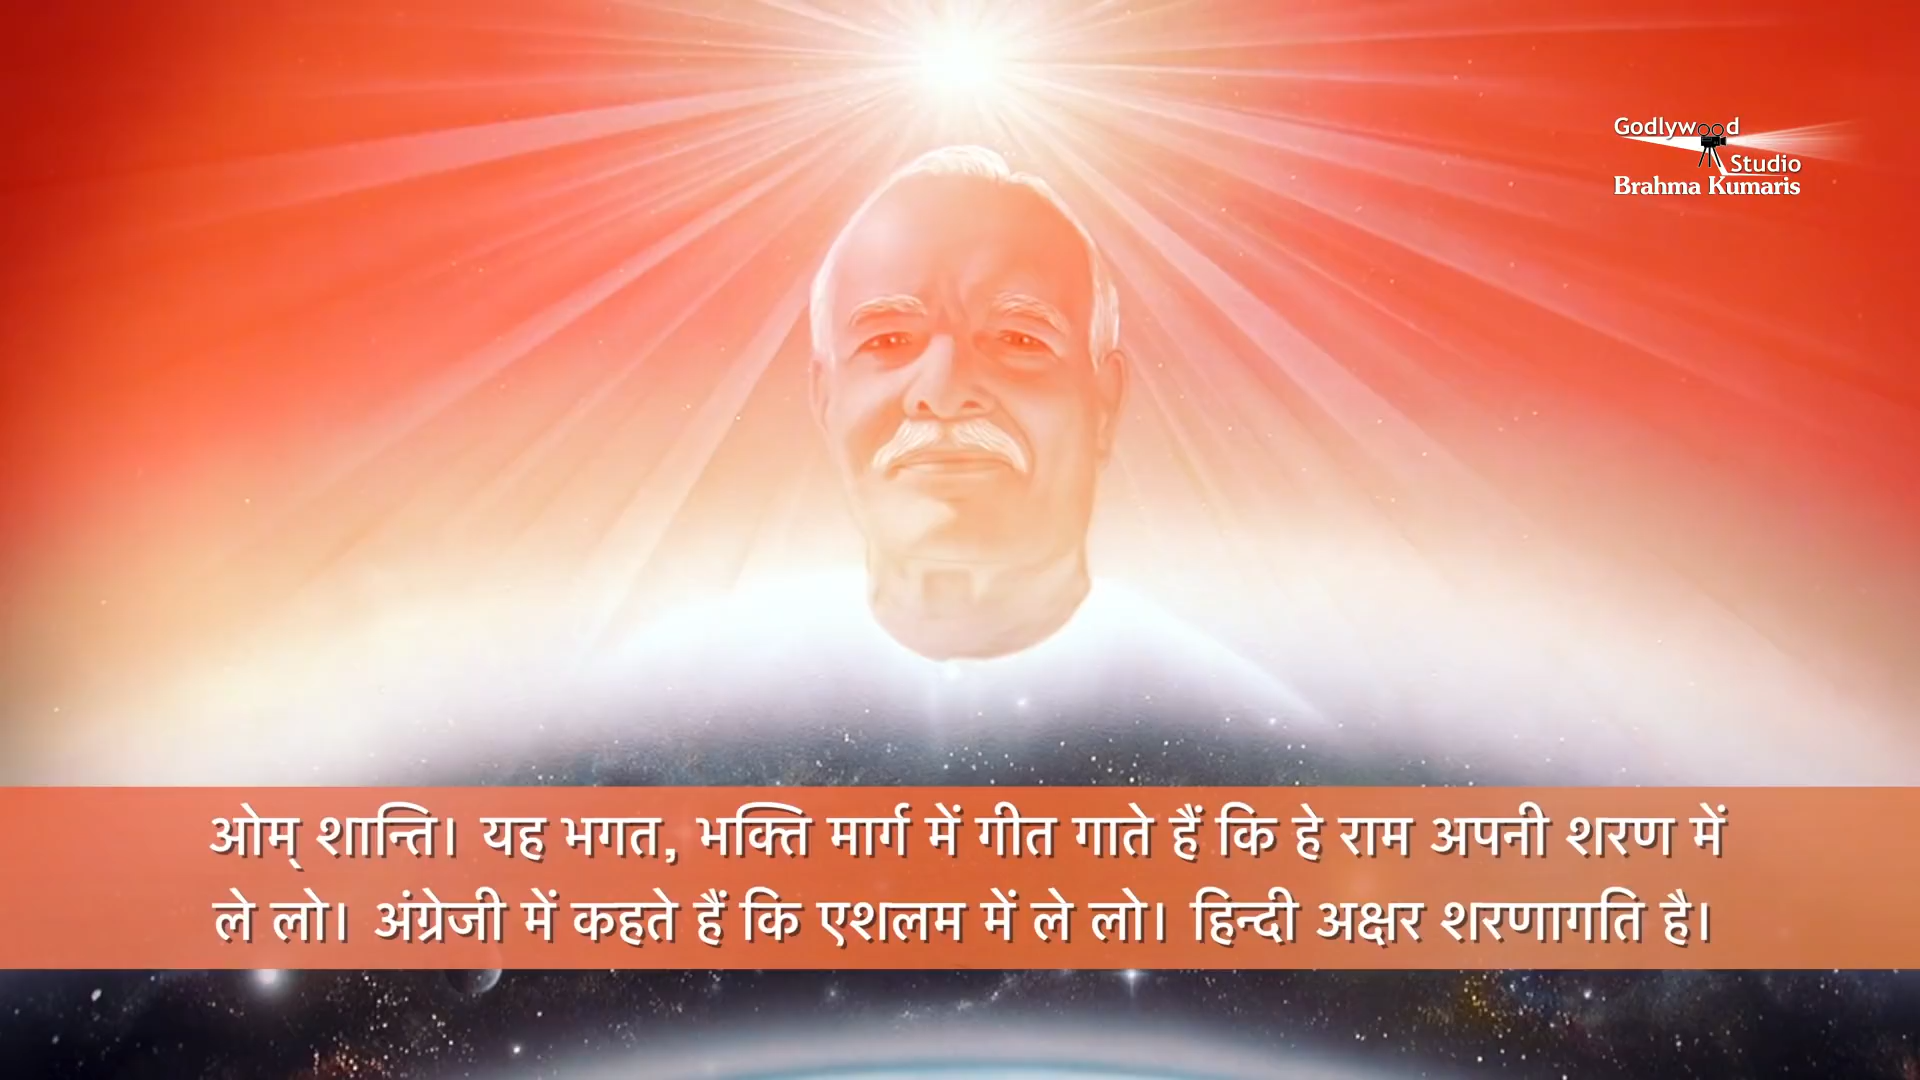 Godlywood
Studio
Brahma Kumaris
ओम् शान्ति। यह भगत, भक्ति मार्ग में गीत गाते हैं कि हे राम अपनी शरण में
ले लो। अंग्रेजी में कहते हैं कि एशलम में ले लो। हिन्दी अक्षर शरणागति है।